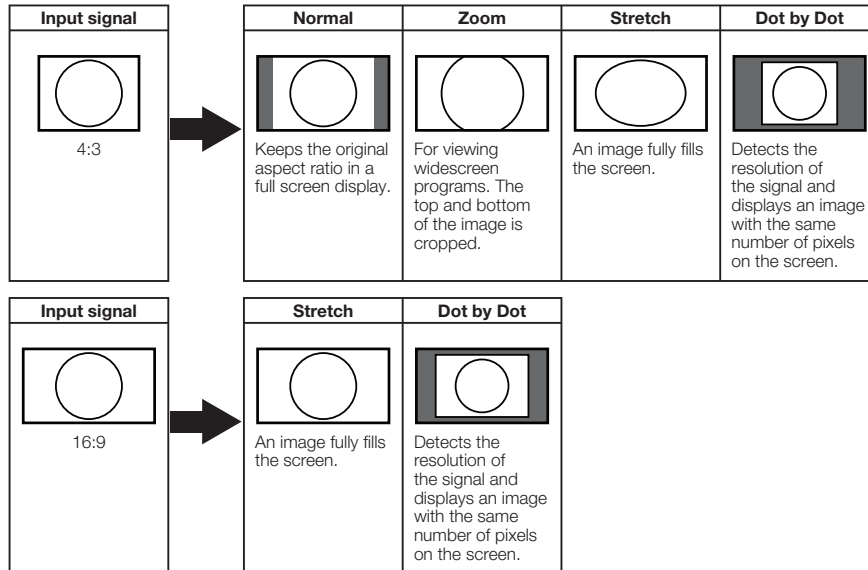 Input signal
4:3
Normal
Keeps the original
aspect ratio in a
full screen display.
Zoom
For viewing
widescreen
programs. The
top and bottom
of the image is
cropped.
Stretch
An image fully fills
the screen.
Dot by Dot
Detects the
resolution of
the signal and
displays an image
with the same
number of pixels
on the screen.
Input signal
16:9
Stretch
An image fully fills
the screen.
Dot by Dot
Detects the
resolution of
the signal and
displays an image
with the same
number of pixels
on the screen.